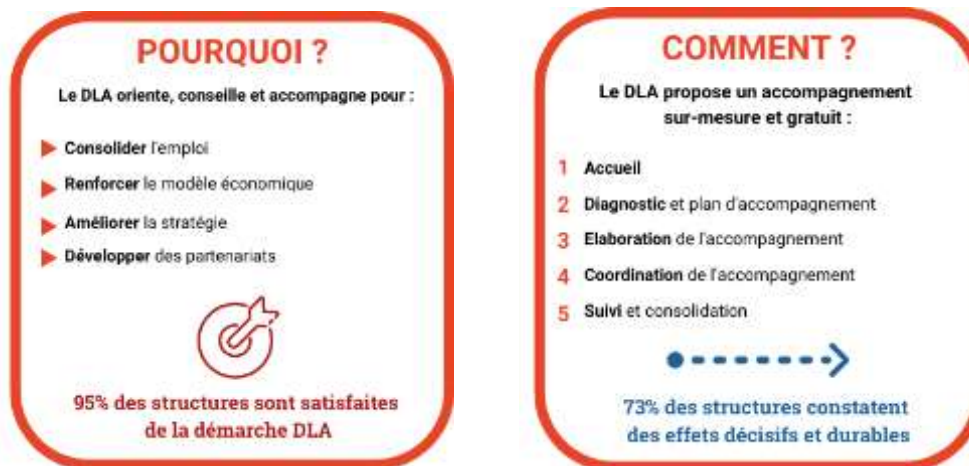 POURQUOI ?
Le DLA oriente, conseille et accompagne pour :
Consolider l'emploi
Renforcer le modèle économique
Améliorer la stratégie
Développer des partenariats
95% des structures sont satisfaites
de la démarche DLA
COMMENT ?
Le DLA propose un accompagnement
sur-mesure et gratuit :
1 Accueil
2 Diagnostic et plan d'accompagnement
3 Elaboration de l'accompagnement
4 Coordination de l'accompagnement
5 Suivi et consolidation
73% des structures constatent
des effets décisifs et durables